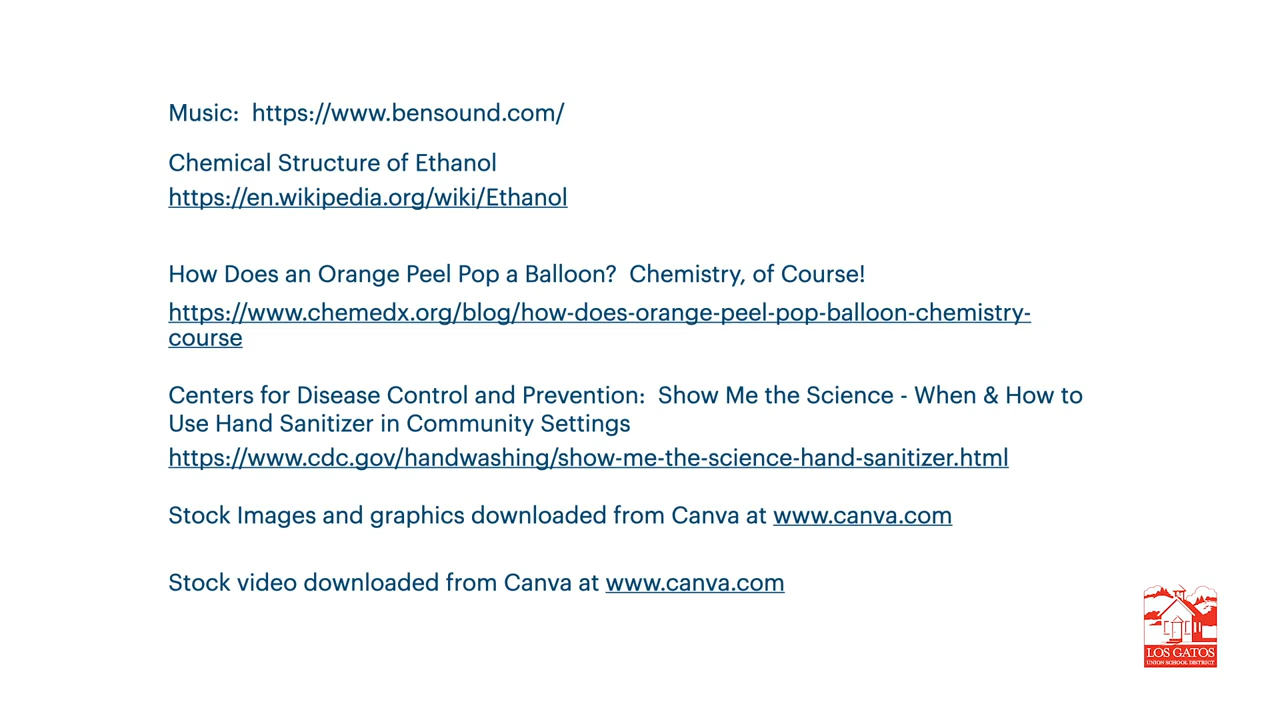 Music:  https://www.bensound.com/
Chemical Structure of Ethanol
https://en.wikipedia.org/wiki/Ethanol
How Does an Orange Peel Pop a Balloon?  Chemistry, of Course!
https://www.chemedx.org/blog/how-does-orange-peel-pop-balloon-chemistry-
course
Centers for Disease Control and Prevention:  Show Me the Science - When & How to
Use Hand Sanitizer in Community Settings
https://www.cdc.gov/handwashing/show-me-the-science-hand-sanitizer.html
Stock Images and graphics downloaded from Canva at www.canva.com
Stock video downloaded from Canva at www.canva.com
LOS GATOS
UNION SCHOOL DISTRICT